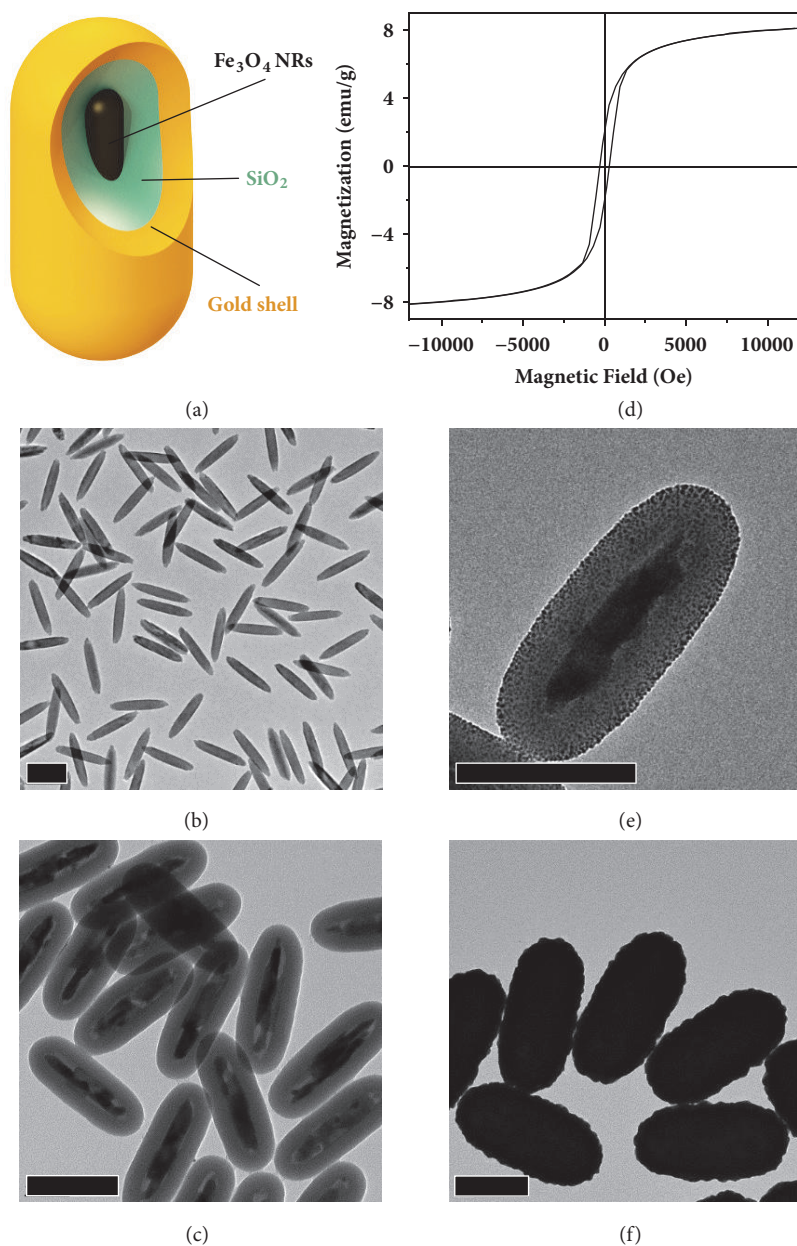 Fe₃O₄ NRs
SiO₂
Gold shell
(a)
Magnetization (emu/g)
8
4
0
−4
−8
−10000 −5000 0 5000 10000
Magnetic Field (Oe)
(d)
(b)
(e)
(c)
(f)